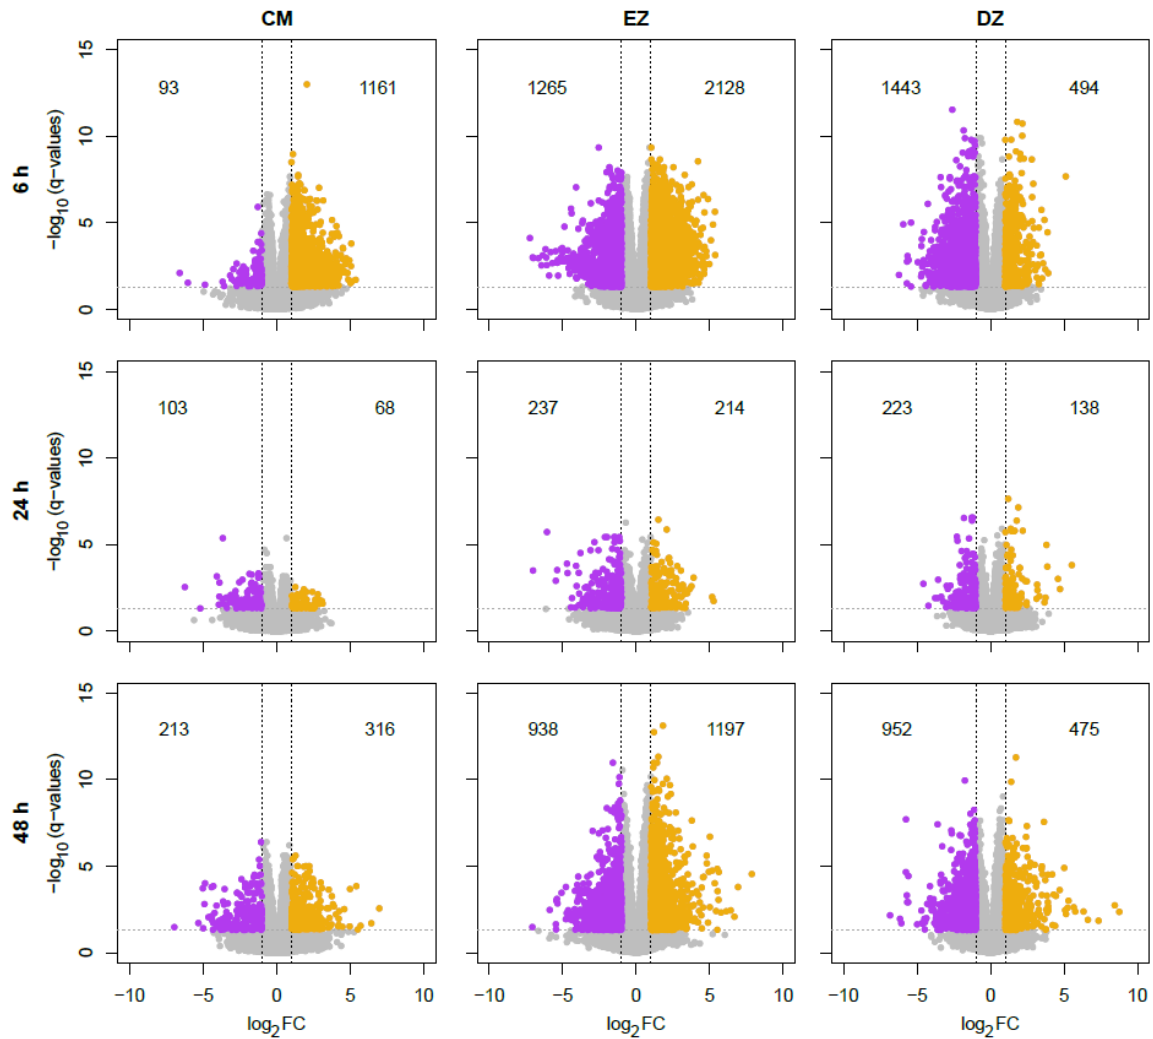 CM EZ DZ
6 h
−log10 (q−values)
0 5 10 15
93 1161
1265 2128
1443 494
24 h
−log10 (q−values)
0 5 10 15
103 68
237 214
223 138
48 h
−log10 (q−values)
0 5 10 15
213 316
938 1197
952 475
−10 −5 0 5 10
−10 −5 0 5 10
−10 −5 0 5 10
log2FC log2FC log2FC